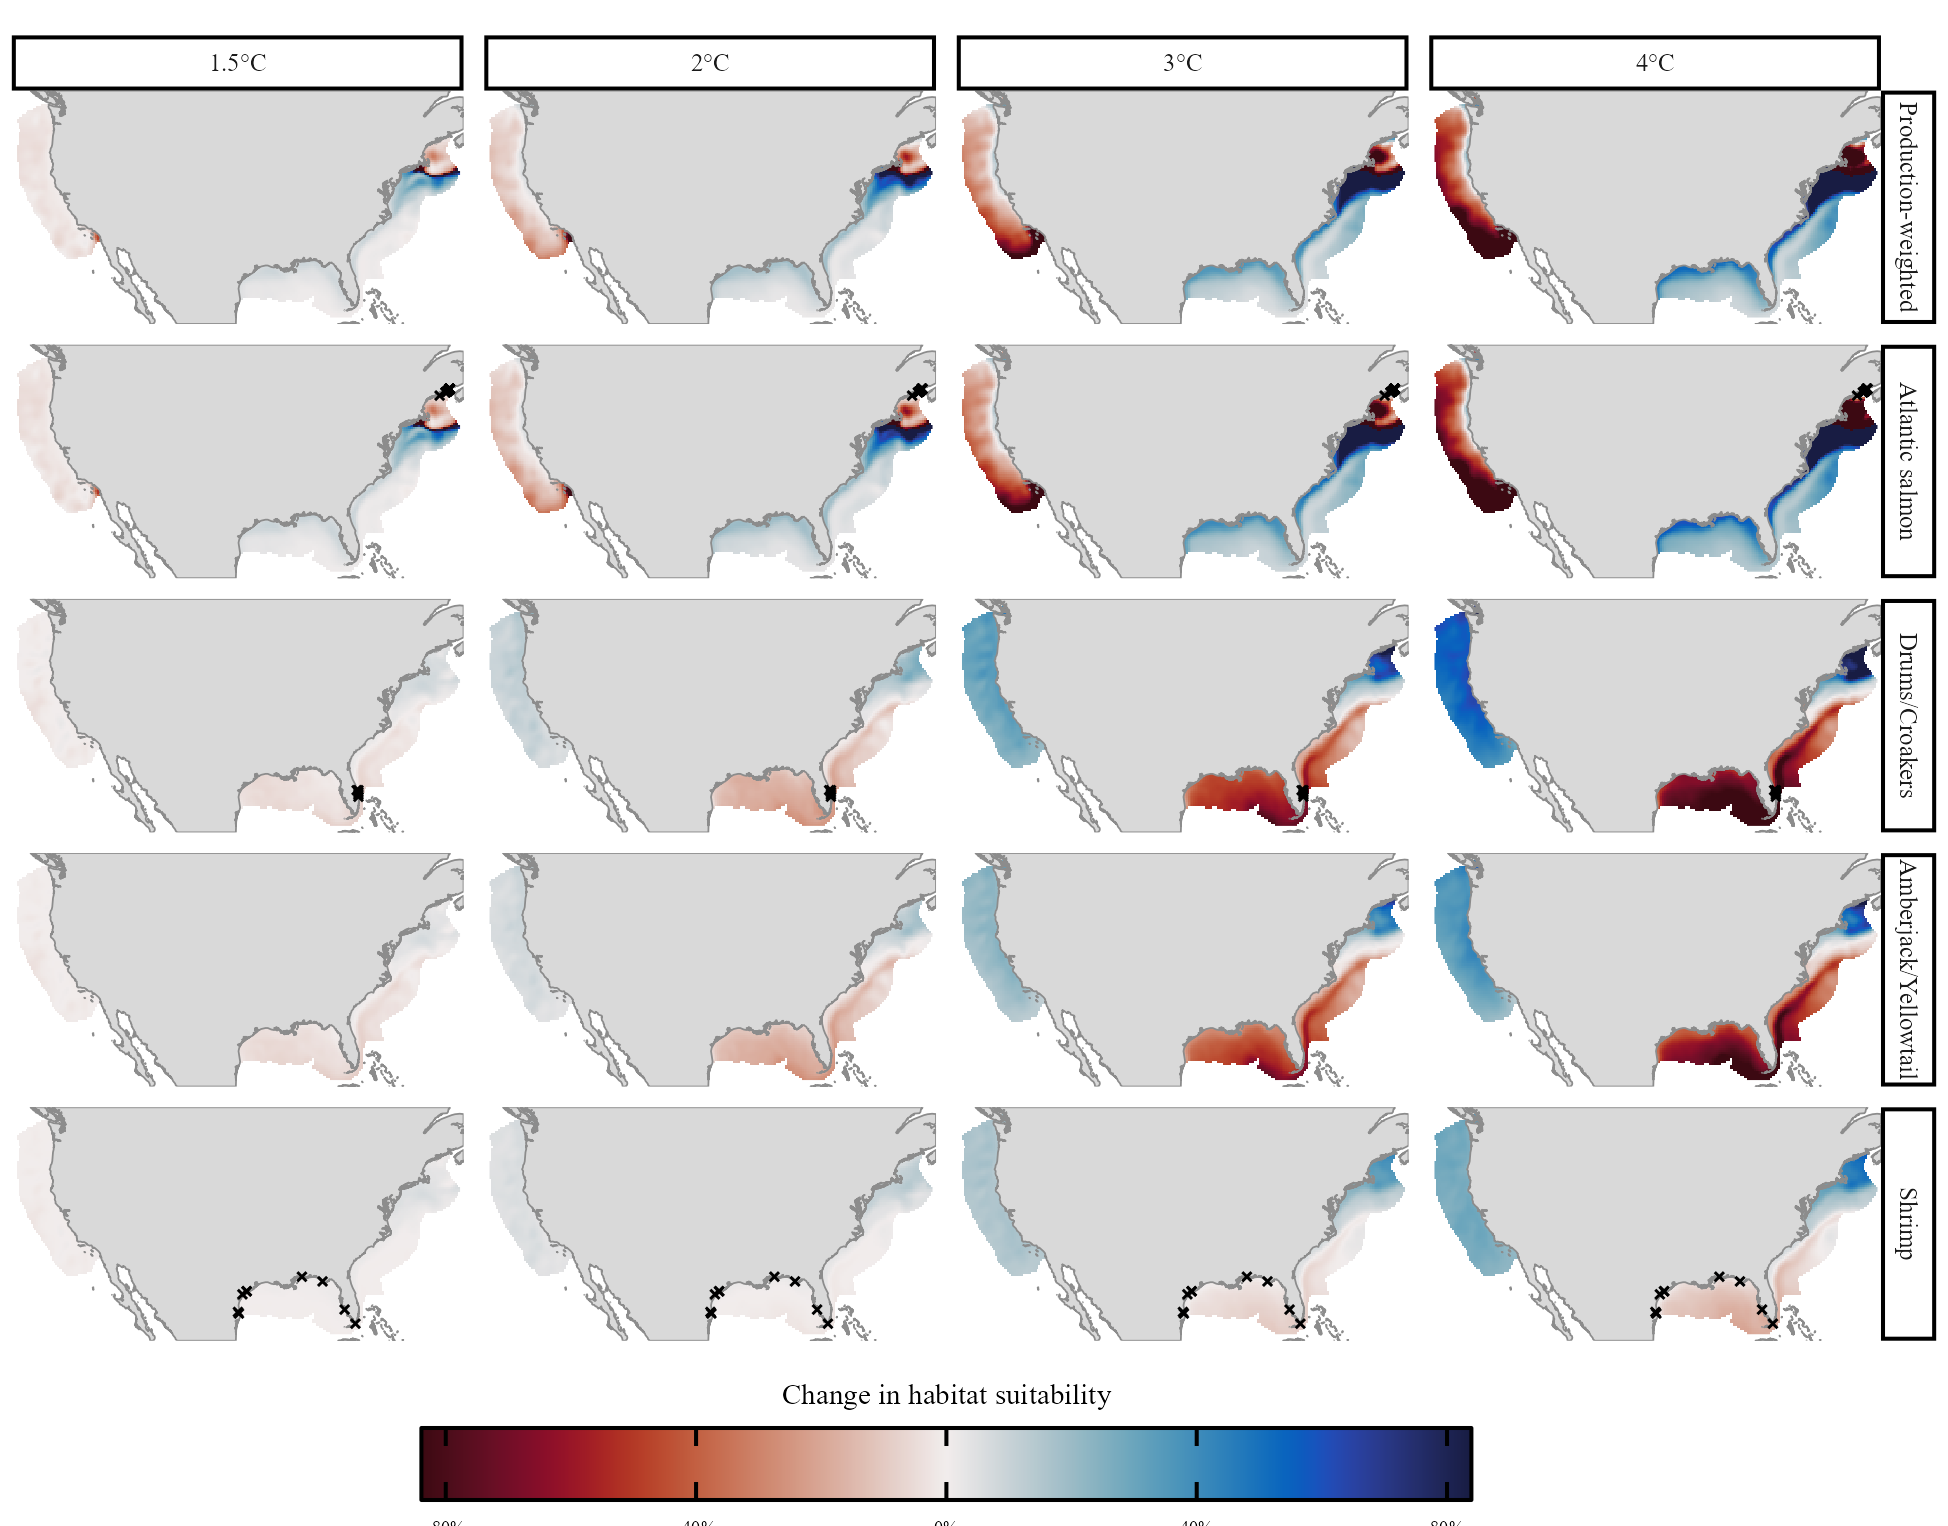 1.5°C
2°C
3°C
4°C
Production-weighted
Atlantic salmon
Drums/Croakers
Amberjack/Yellowtail
Shrimp
Change in habitat suitability